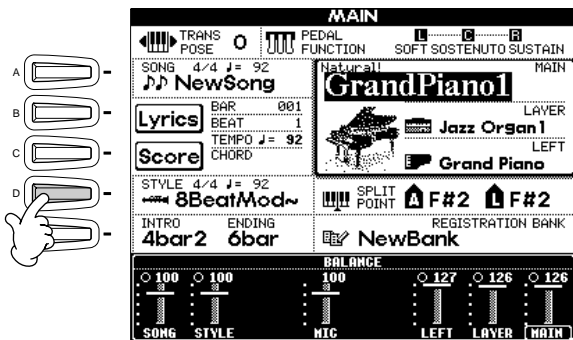 MAIN
TRANS POSE 0
PEDAL FUNCTION
L C R
SOFT SOSTENUTO SUSTAIN
SONG 4/4 ♩= 92
NewSong
Natural! MAIN
GrandPiano1
Lyrics
BAR 001
BEAT 1
LAYER
Jazz Organ1
Score
TEMPO ♩= 92
CHORD
LEFT
Grand Piano
STYLE 4/4 ♩= 92
8BeatMod~
SPLIT POINT A F#2 L F#2
INTRO ENDING
4bar2 6bar
REGISTRATION BANK
NewBank
BALANCE
100 100 100 127 126 126
SONG STYLE MIC LEFT LAYER MAIN
A
B
C
D